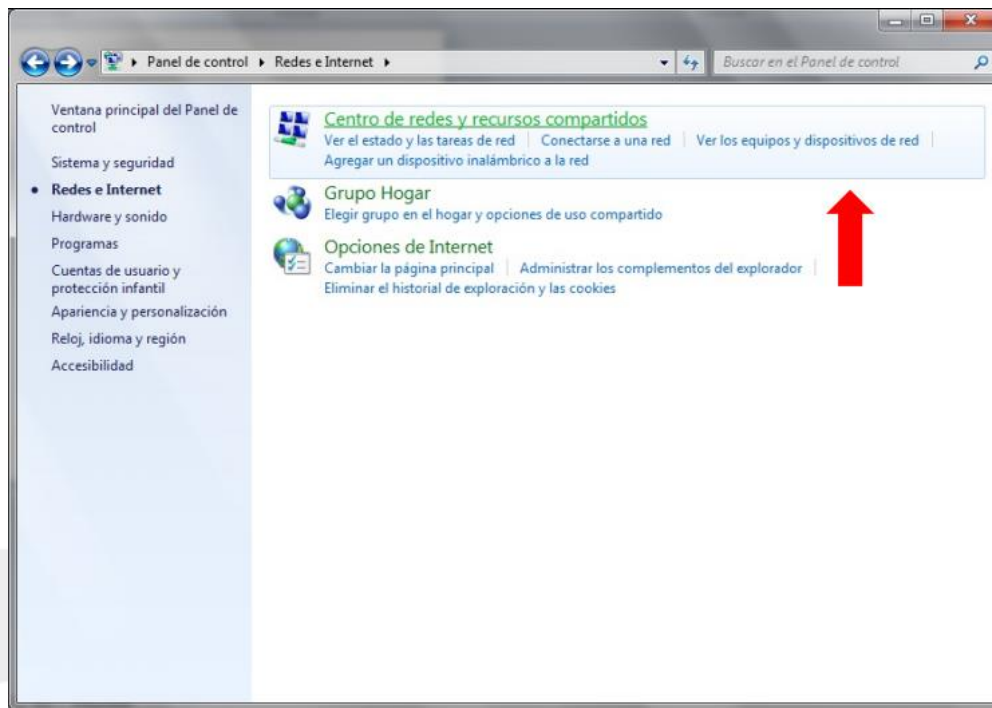 Panel de control ▸ Redes e Internet ▸
Buscar en el Panel de control
Ventana principal del Panel de
control
Sistema y seguridad
Redes e Internet
Hardware y sonido
Programas
Cuentas de usuario y
protección infantil
Apariencia y personalización
Reloj, idioma y región
Accesibilidad
Centro de redes y recursos compartidos
Ver el estado y las tareas de red | Conectarse a una red | Ver los equipos y dispositivos de red |
Agregar un dispositivo inalámbrico a la red
Grupo Hogar
Elegir grupo en el hogar y opciones de uso compartido
Opciones de Internet
Cambiar la página principal | Administrar los complementos del explorador |
Eliminar el historial de exploración y las cookies